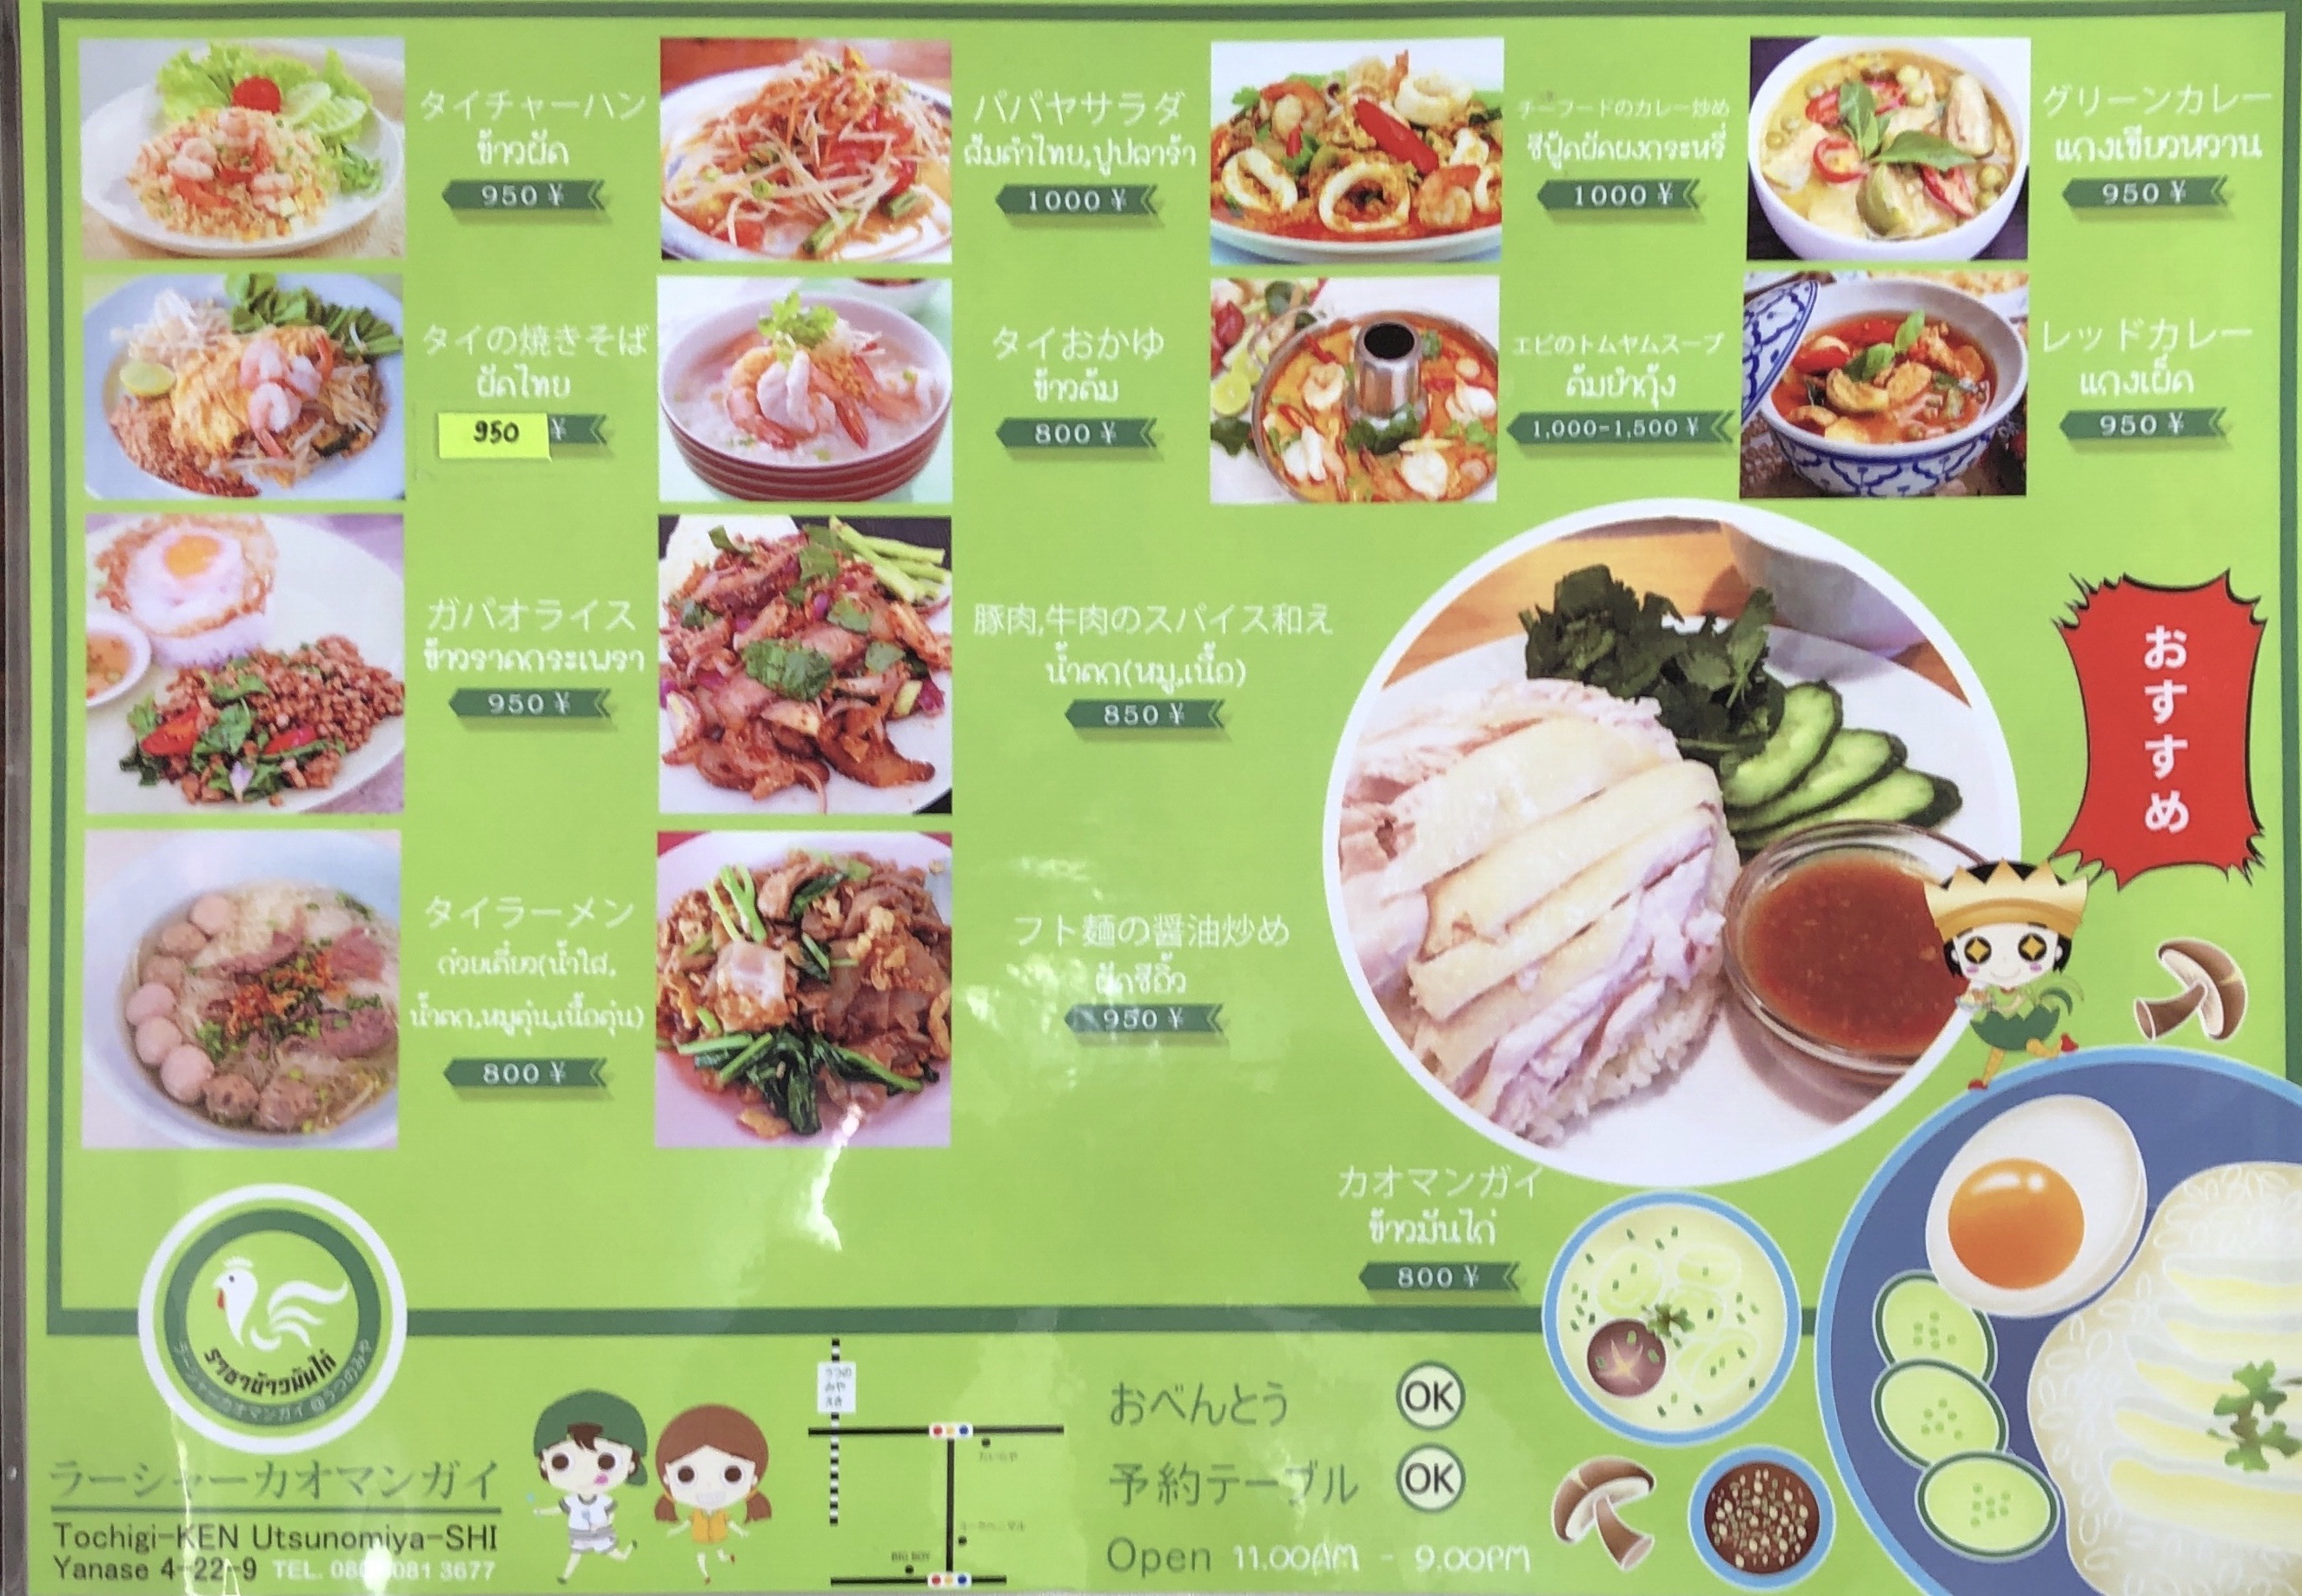 タイチャーハン
ข้าวผัด
950 ¥
パパヤサラダ
ส้มตำไทย,ปูปลาร้า
1000 ¥
チーフードのカレー炒め
ซีฟู้ดผัดผงกระหรี่
1000 ¥
グリーンカレー
แกงเขียวหวาน
950 ¥
タイの焼きそば
ผัดไทย
950 ¥
タイおかゆ
ข้าวต้ม
800 ¥
エビのトムヤムスープ
ต้มยำกุ้ง
1,000-1,500 ¥
レッドカレー
แกงเผ็ด
950 ¥
ガパオライス
ข้าวราดกระเพรา
950 ¥
豚肉,牛肉のスパイス和え
น้ำตก(หมู,เนื้อ)
850 ¥
おすすめ
タイラーメン
ก๋วยเตี๋ยว(น้ำใส,
น้ำตก,หมูตุ๋น,เนื้อตุ๋น)
800 ¥
フト麺の醤油炒め
ผัดซีอิ้ว
950 ¥
カオマンガイ
ข้าวมันไก่
800 ¥
ราชาข้าวมันไก่
ラーシャーカオマンガイ @うつのみや
ラーシャーカオマンガイ
Tochigi-KEN Utsunomiya-SHI
Yanase 4-22-9 TEL. 081 3677
うつの
みや
えき
BIG BOY
おべんとう OK
予約テーブル OK
Open 11.00AM - 9.00PM